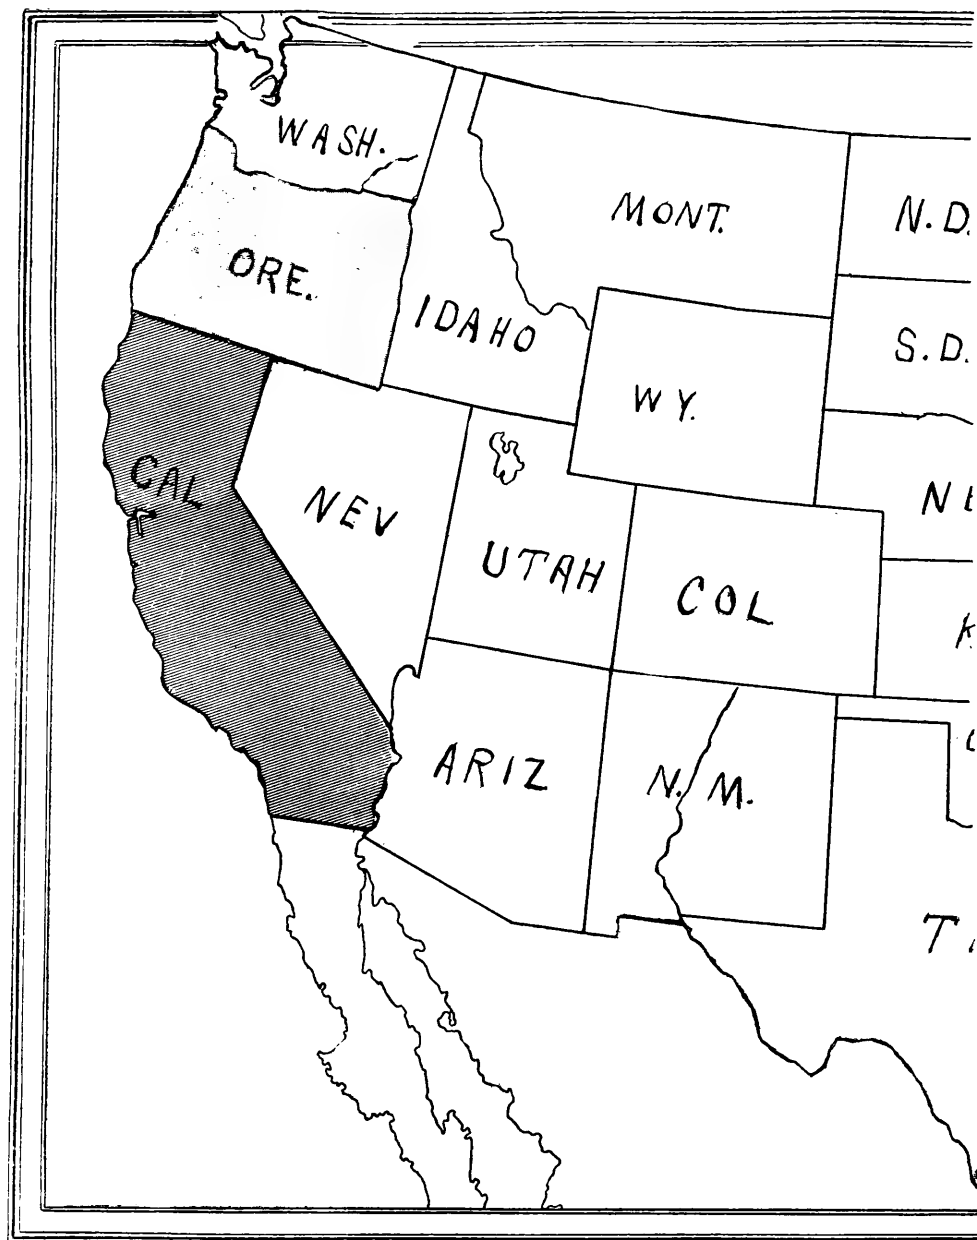 WASH.
MONT.
N.D.
ORE.
IDAHO
S.D.
WY.
CAL
NEV
UTAH
COL
ARIZ
N.M.